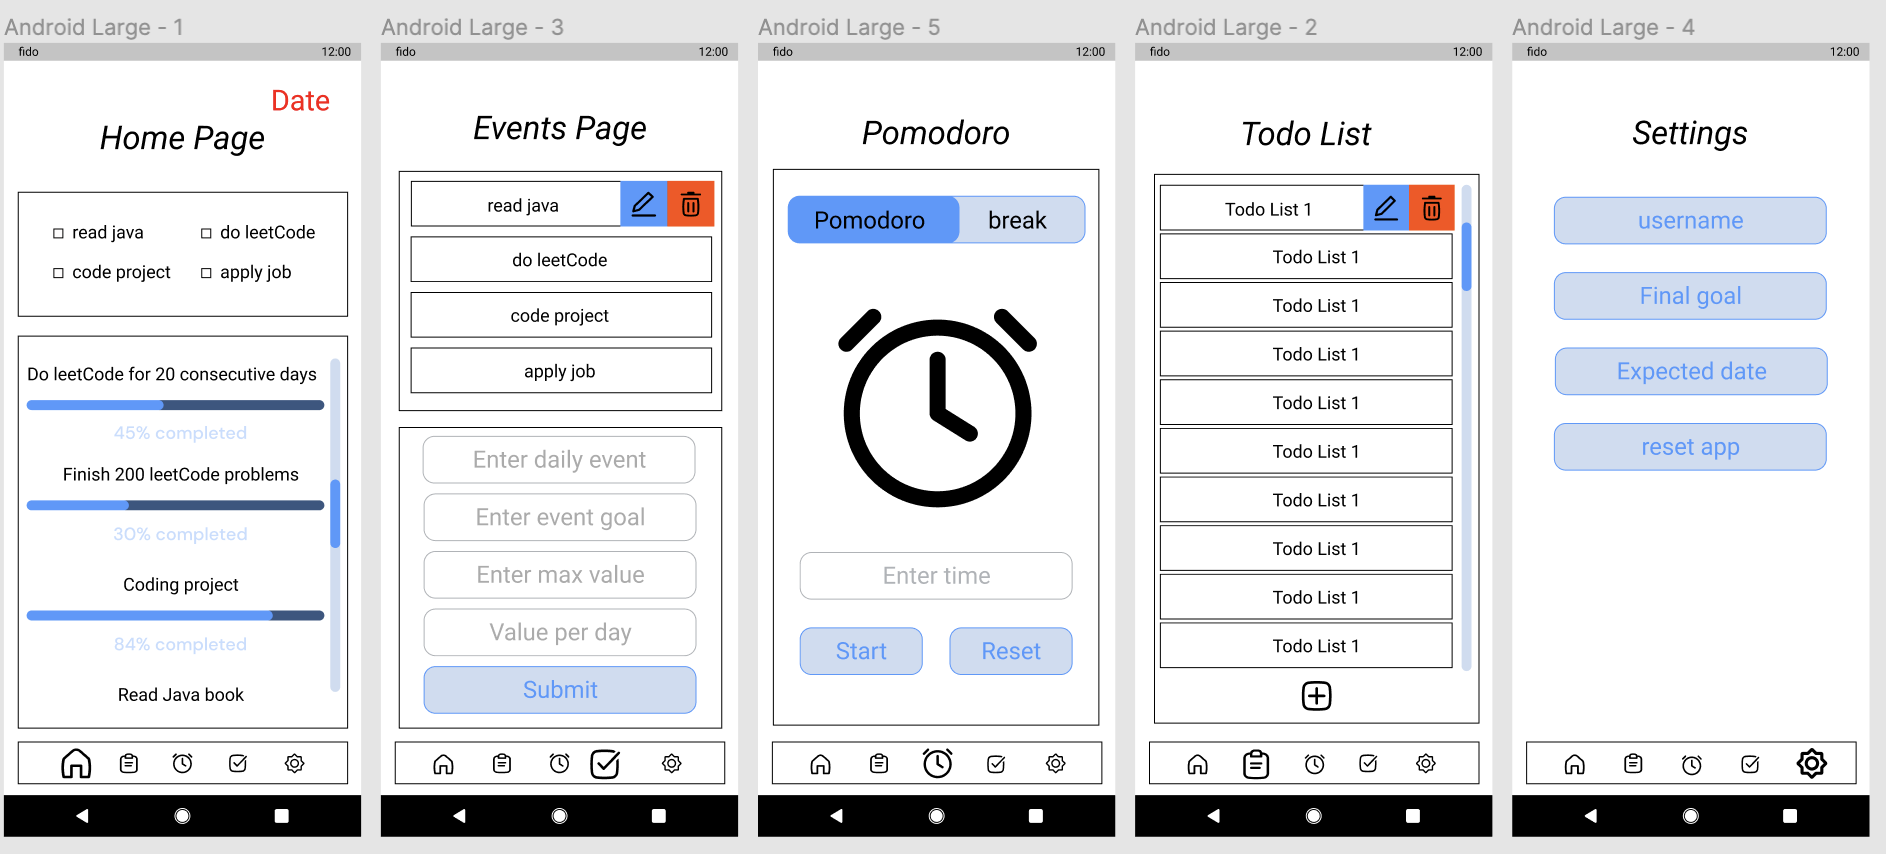 Android Large - 1
fido 12:00
Date
Home Page
read java do leetCode
code project apply job
Do leetCode for 20 consecutive days
45% completed
Finish 200 leetCode problems
30% completed
Coding project
84% completed
Read Java book
Android Large - 3
fido 12:00
Events Page
read java
do leetCode
code project
apply job
Enter daily event
Enter event goal
Enter max value
Value per day
Submit
Android Large - 5
fido 12:00
Pomodoro
Pomodoro break
Enter time
Start Reset
Android Large - 2
fido 12:00
Todo List
Todo List 1
Todo List 1
Todo List 1
Todo List 1
Todo List 1
Todo List 1
Todo List 1
Todo List 1
Todo List 1
Todo List 1
Android Large - 4
fido 12:00
Settings
username
Final goal
Expected date
reset app